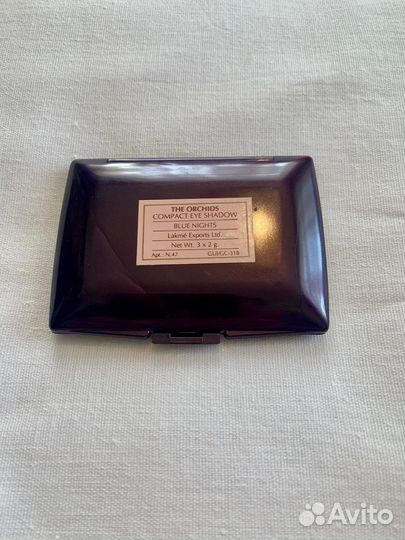 THE ORCHIDS
COMPACT EYE SHADOW
BLUE NIGHTS
Lakmé Exports Ltd.
Net Wt. 3 x 2 g.
Apt.: N.47 GUJ/GC-318
Avito